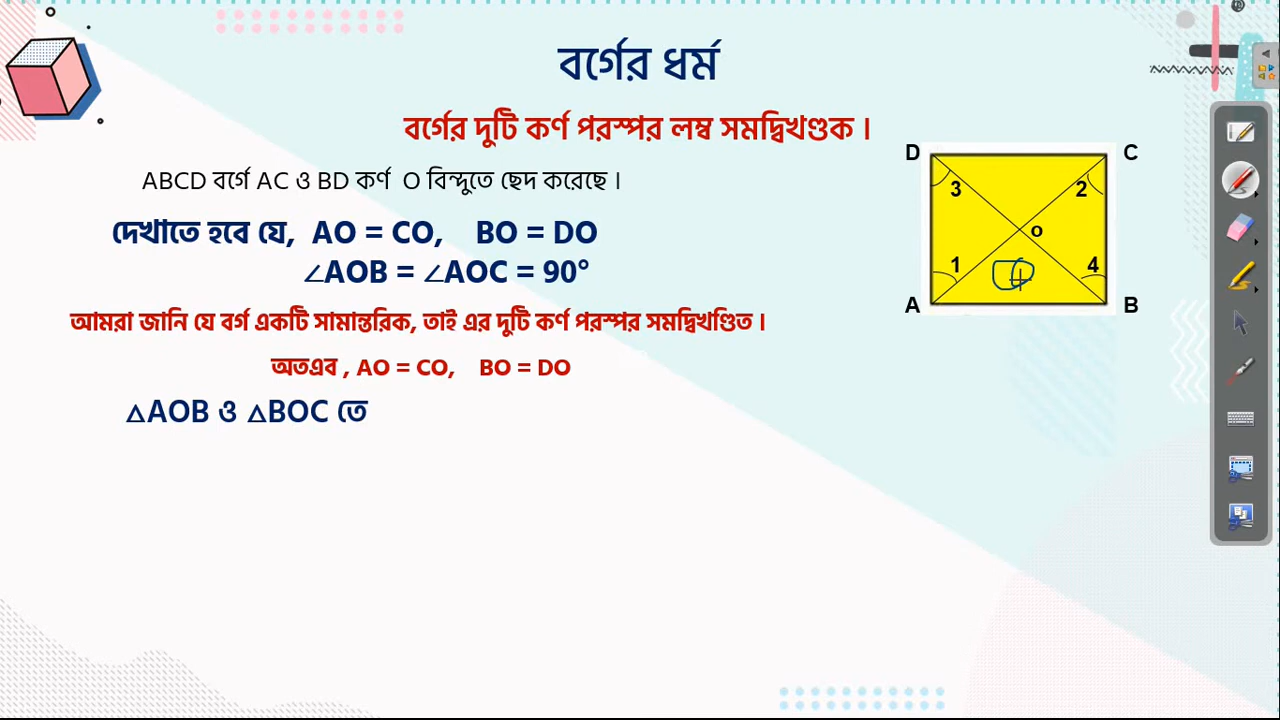 বর্গের ধর্ম
বর্গের দুটি কর্ণ পরস্পর লম্ব সমদ্বিখণ্ডক।
ABCD বর্গে AC ও BD কর্ণ O বিন্দুতে ছেদ করেছে।
দেখাতে হবে যে, AO = CO, BO = DO
∠AOB = ∠AOC = 90°
আমরা জানি যে বর্গ একটি সামান্তরিক, তাই এর দুটি কর্ণ পরস্পর সমদ্বিখণ্ডিত।
অতএব , AO = CO, BO = DO
△AOB ও △BOC তে
D C
3 2
o
1 4
A B